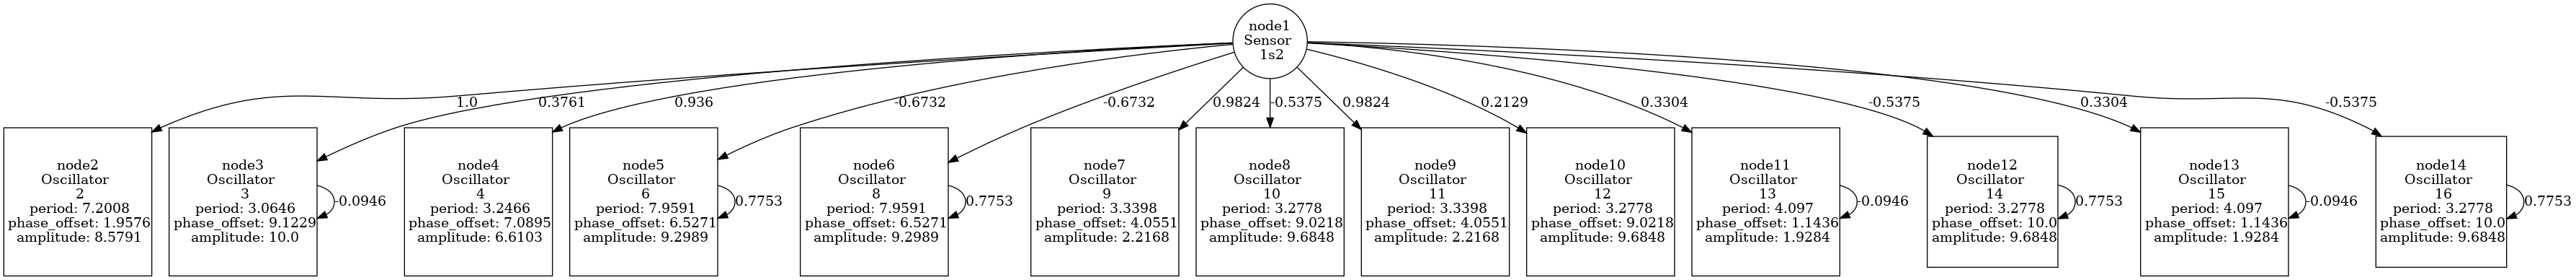 node1
Sensor
1s2
1.0
0.3761
0.936
-0.6732
-0.6732
0.9824
-0.5375
0.9824
0.2129
0.3304
-0.5375
0.3304
-0.5375
node2
Oscillator
2
period: 7.2008
phase_offset: 1.9576
amplitude: 8.5791
node3
Oscillator
3
period: 3.0646
phase_offset: 9.1229
amplitude: 10.0
-0.0946
node4
Oscillator
4
period: 3.2466
phase_offset: 7.0895
amplitude: 6.6103
node5
Oscillator
6
period: 7.9591
phase_offset: 6.5271
amplitude: 9.2989
0.7753
node6
Oscillator
8
period: 7.9591
phase_offset: 6.5271
amplitude: 9.2989
0.7753
node7
Oscillator
9
period: 3.3398
phase_offset: 4.0551
amplitude: 2.2168
node8
Oscillator
10
period: 3.2778
phase_offset: 9.0218
amplitude: 9.6848
node9
Oscillator
11
period: 3.3398
phase_offset: 4.0551
amplitude: 2.2168
node10
Oscillator
12
period: 3.2778
phase_offset: 9.0218
amplitude: 9.6848
node11
Oscillator
13
period: 4.097
phase_offset: 1.1436
amplitude: 1.9284
-0.0946
node12
Oscillator
14
period: 3.2778
phase_offset: 10.0
amplitude: 9.6848
0.7753
node13
Oscillator
15
period: 4.097
phase_offset: 1.1436
amplitude: 1.9284
-0.0946
node14
Oscillator
16
period: 3.2778
phase_offset: 10.0
amplitude: 9.6848
0.7753